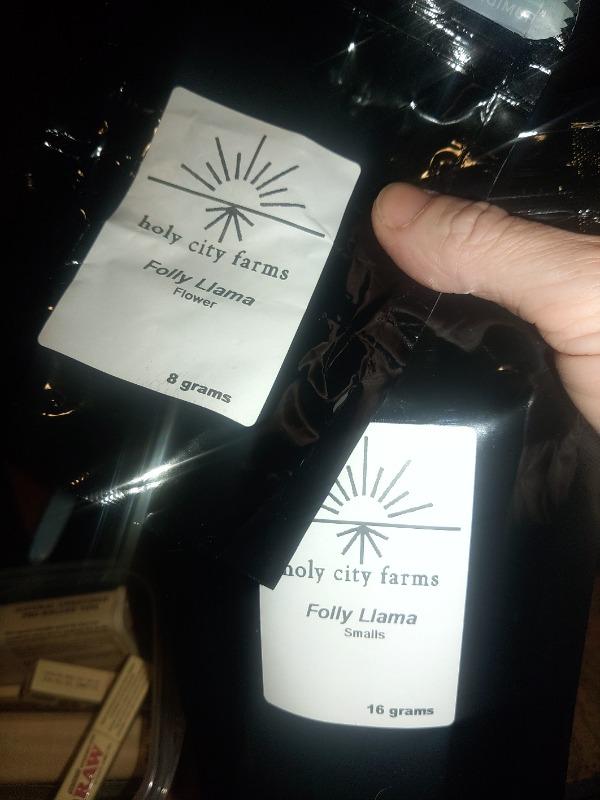 holy city farms
Folly Llama
Flower
8 grams
holy city farms
Folly Llama
Smalls
16 grams
RAW